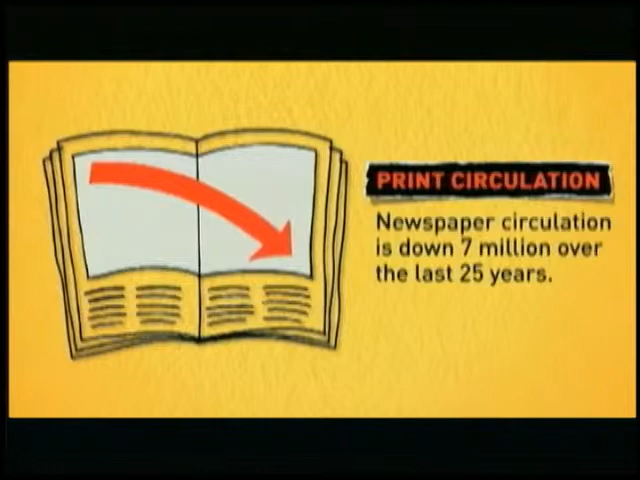 PRINT CIRCULATION
Newspaper circulation
is down 7 million over
the last 25 years.